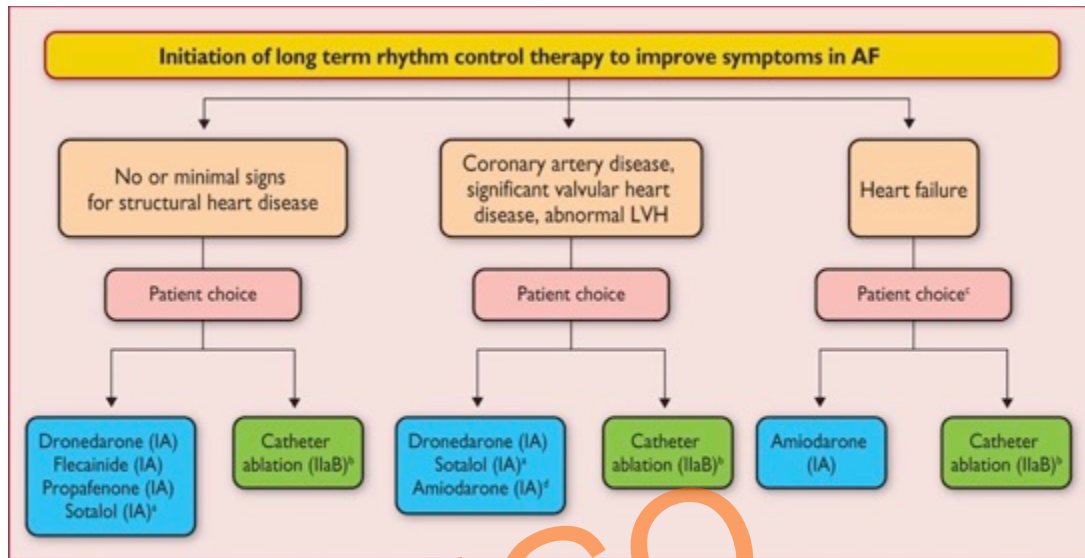 Initiation of long term rhythm control therapy to improve symptoms in AF
No or minimal signs
for structural heart disease
Coronary artery disease,
significant valvular heart
disease, abnormal LVH
Heart failure
Patient choice
Patient choice
Patient choiceᶜ
Dronedarone (IA)
Flecainide (IA)
Propafenone (IA)
Sotalol (IA)ᵃ
Catheter
ablation (IIaB)ᵇ
Dronedarone (IA)
Sotalol (IA)ᵃ
Amiodarone (IA)ᵈ
Catheter
ablation (IIaB)ᵇ
Amiodarone
(IA)
Catheter
ablation (IIaB)ᵇ